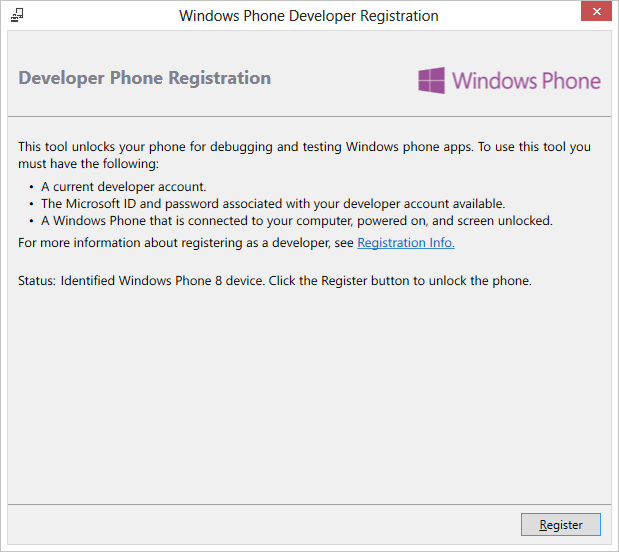 Windows Phone Developer Registration
Developer Phone Registration
Windows Phone
This tool unlocks your phone for debugging and testing Windows phone apps. To use this tool you
must have the following:
• A current developer account.
• The Microsoft ID and password associated with your developer account available.
• A Windows Phone that is connected to your computer, powered on, and screen unlocked.
For more information about registering as a developer, see Registration Info.
Status: Identified Windows Phone 8 device. Click the Register button to unlock the phone.
Register